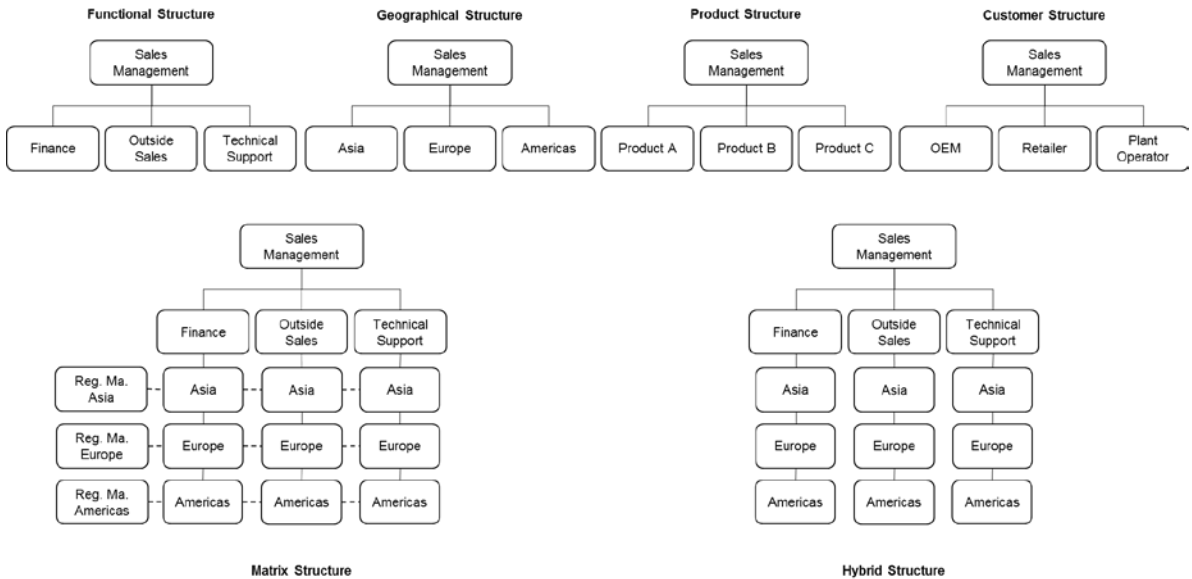 Functional Structure
Geographical Structure
Product Structure
Customer Structure
Sales
Management
Sales
Management
Sales
Management
Sales
Management
Finance
Outside
Sales
Technical
Support
Asia
Europe
Americas
Product A
Product B
Product C
OEM
Retailer
Plant
Operator
Sales
Management
Finance
Outside
Sales
Technical
Support
Reg. Ma.
Asia
Asia
Asia
Asia
Reg. Ma.
Europe
Europe
Europe
Europe
Reg. Ma.
Americas
Americas
Americas
Americas
Matrix Structure
Sales
Management
Finance
Outside
Sales
Technical
Support
Asia
Asia
Asia
Europe
Europe
Europe
Americas
Americas
Americas
Hybrid Structure